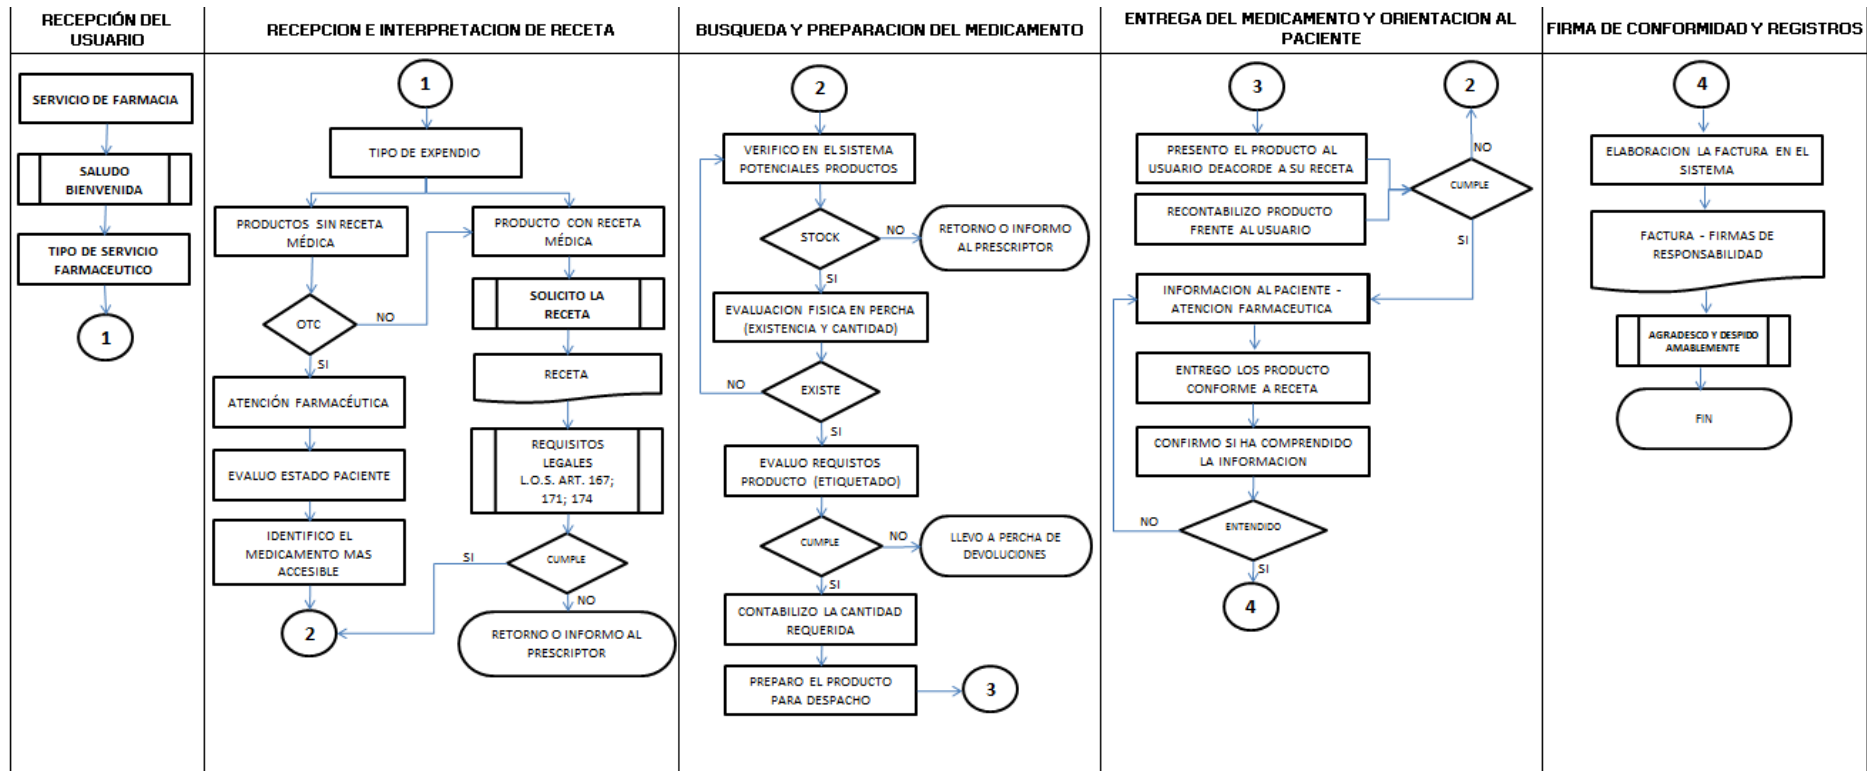 RECEPCIÓN DEL
USUARIO
SERVICIO DE FARMACIA
SALUDO
BIENVENIDA
TIPO DE SERVICIO
FARMACEUTICO
1
RECEPCION E INTERPRETACION DE RECETA
1
TIPO DE EXPENDIO
PRODUCTOS SIN RECETA
MÉDICA
PRODUCTO CON RECETA
MÉDICA
OTC
NO
SI
SOLICITO LA
RECETA
RECETA
ATENCIÓN FARMACÉUTICA
EVALUO ESTADO PACIENTE
IDENTIFICO EL
MEDICAMENTO MAS
ACCESIBLE
2
REQUISITOS
LEGALES
L.O.S. ART. 167;
171; 174
CUMPLE
SI
NO
RETORNO O INFORMO AL
PRESCRIPTOR
BUSQUEDA Y PREPARACION DEL MEDICAMENTO
2
VERIFICO EN EL SISTEMA
POTENCIALES PRODUCTOS
STOCK
NO
RETORNO O INFORMO
AL PRESCRIPTOR
SI
EVALUACION FISICA EN PERCHA
(EXISTENCIA Y CANTIDAD)
NO
EXISTE
SI
EVALUO REQUISTOS
PRODUCTO (ETIQUETADO)
CUMPLE
NO
LLEVO A PERCHA DE
DEVOLUCIONES
SI
CONTABILIZO LA CANTIDAD
REQUERIDA
PREPARO EL PRODUCTO
PARA DESPACHO
3
ENTREGA DEL MEDICAMENTO Y ORIENTACION AL
PACIENTE
3
2
PRESENTO EL PRODUCTO AL
USUARIO DEACORDE A SU RECETA
NO
CUMPLE
RECONTABILIZO PRODUCTO
FRENTE AL USUARIO
SI
INFORMACION AL PACIENTE -
ATENCION FARMACEUTICA
ENTREGO LOS PRODUCTO
CONFORME A RECETA
CONFIRMO SI HA COMPRENDIDO
LA INFORMACION
NO
ENTENDIDO
SI
4
FIRMA DE CONFORMIDAD Y REGISTROS
4
ELABORACION LA FACTURA EN EL
SISTEMA
FACTURA - FIRMAS DE
RESPONSABILIDAD
AGRADESCO Y DESPIDO
AMABLEMENTE
FIN